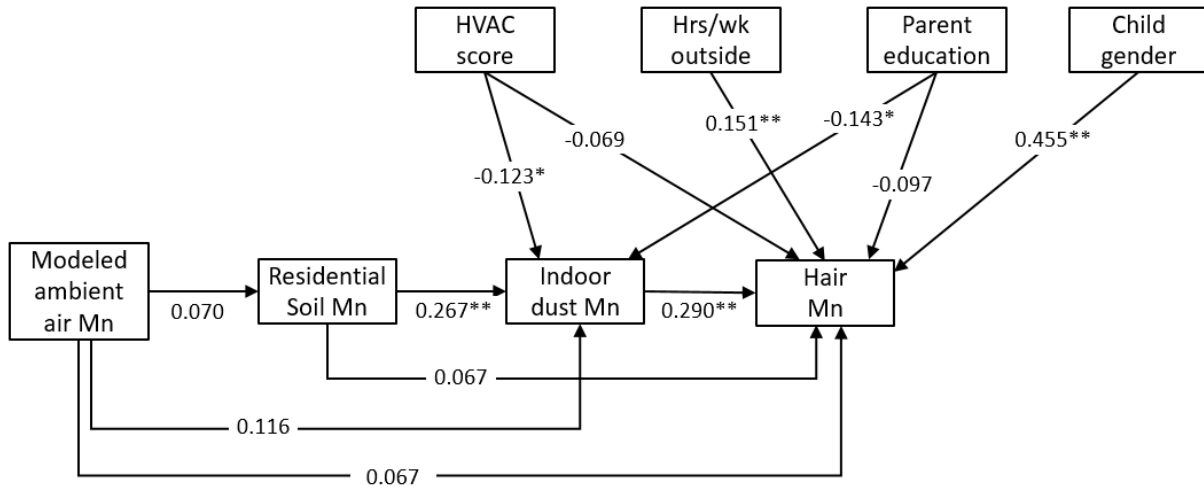 HVAC
score
Hrs/wk
outside
Parent
education
Child
gender
-0.069
0.151**
-0.143*
0.455**
-0.123*
-0.097
Modeled
ambient
air Mn
Residential
Soil Mn
Indoor
dust Mn
Hair
Mn
0.070
0.267**
0.290**
0.067
0.116
0.067